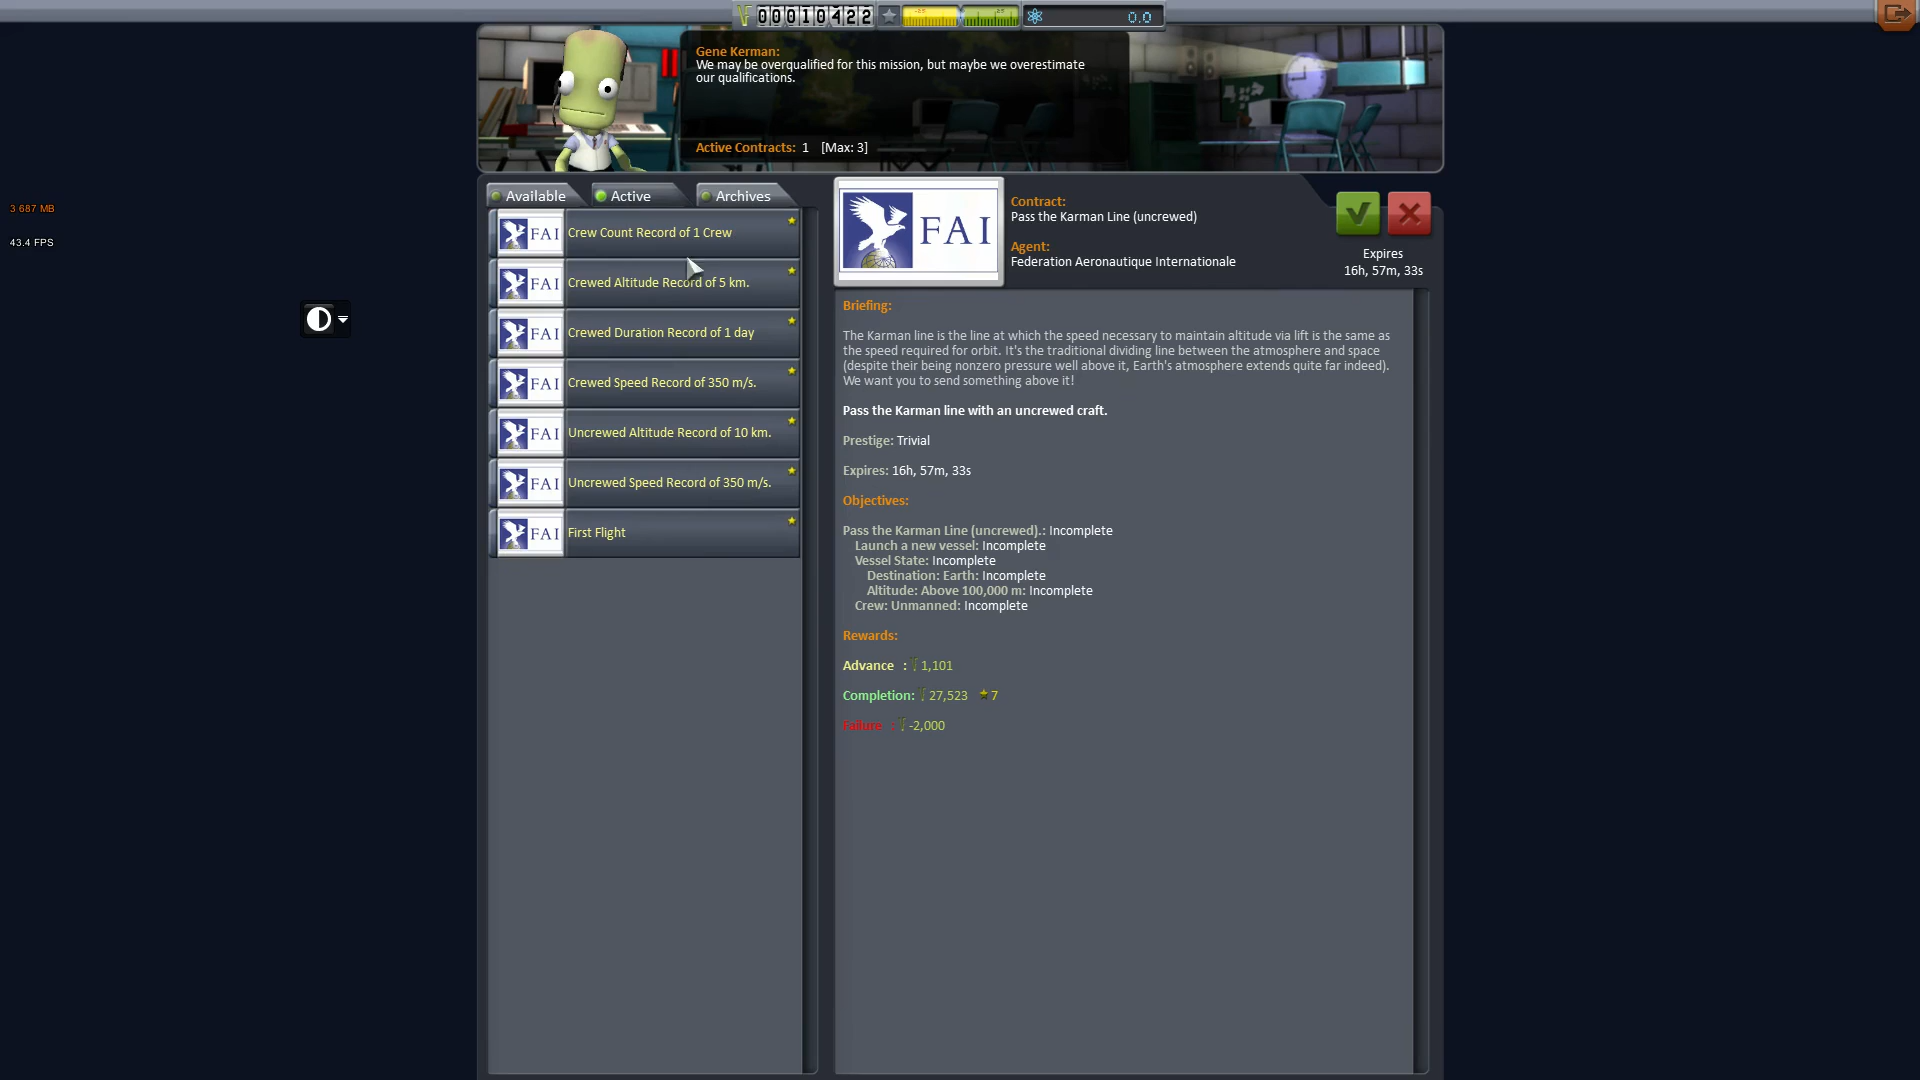 00010422
0.0
Gene Kerman:
We may be overqualified for this mission, but maybe we overestimate
our qualifications.
Active Contracts: 1 [Max: 3]
3 687 MB
43.4 FPS
Available
Active
Archives
FAI Crew Count Record of 1 Crew
FAI Crewed Altitude Record of 5 km.
FAI Crewed Duration Record of 1 day
FAI Crewed Speed Record of 350 m/s.
FAI Uncrewed Altitude Record of 10 km.
FAI Uncrewed Speed Record of 350 m/s.
FAI First Flight
FAI
Contract:
Pass the Karman Line (uncrewed)
Agent:
Federation Aeronautique Internationale
Expires
16h, 57m, 33s
Briefing:
The Karman line is the line at which the speed necessary to maintain altitude via lift is the same as
the speed required for orbit. It's the traditional dividing line between the atmosphere and space
(despite their being nonzero pressure well above it, Earth's atmosphere extends quite far indeed).
We want you to send something above it!
Pass the Karman line with an uncrewed craft.
Prestige: Trivial
Expires: 16h, 57m, 33s
Objectives:
Pass the Karman Line (uncrewed).: Incomplete
Launch a new vessel: Incomplete
Vessel State: Incomplete
Destination: Earth: Incomplete
Altitude: Above 100,000 m: Incomplete
Crew: Unmanned: Incomplete
Rewards:
Advance : 1,101
Completion: 27,523 7
Failure : -2,000